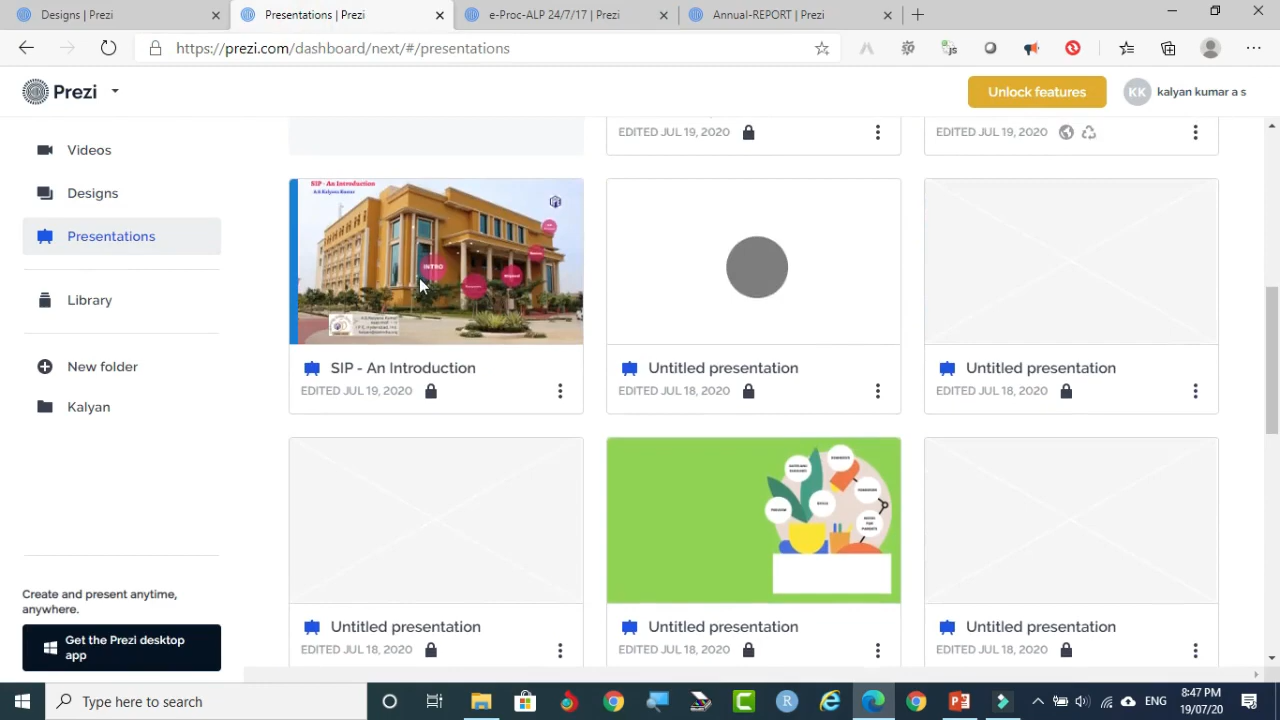 Designs | Prezi
Presentations | Prezi
e-Proc-ALP 24/7/17 | Prezi
Annual-REPORT | Prezi
https://prezi.com/dashboard/next/#/presentations
Prezi
Unlock features
KK
kalyan kumar a s
Videos
Designs
Presentations
Library
New folder
Kalyan
Create and present anytime,
anywhere.
Get the Prezi desktop
app
EDITED JUL 19, 2020
EDITED JUL 19, 2020
SIP - An Introduction
INTRO
SIP - An Introduction
EDITED JUL 19, 2020
Untitled presentation
EDITED JUL 18, 2020
Untitled presentation
EDITED JUL 18, 2020
Untitled presentation
EDITED JUL 18, 2020
Untitled presentation
EDITED JUL 18, 2020
Untitled presentation
EDITED JUL 18, 2020
Type here to search
ENG
8:47 PM
19/07/20